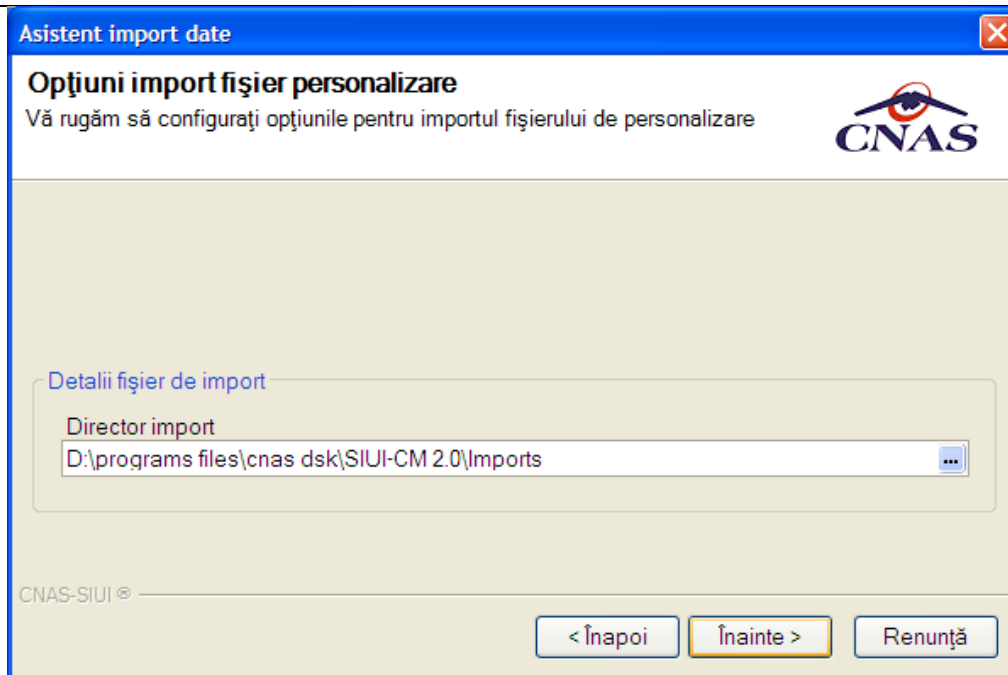 Asistent import date
Opţiuni import fişier personalizare
Vă rugăm să configuraţi opţiunile pentru importul fişierului de personalizare
CNAS
Detalii fişier de import
Director import
D:\programs files\cnas dsk\SIUI-CM 2.0\Imports
...
CNAS-SIUI ®
< Înapoi Înainte > Renunţă